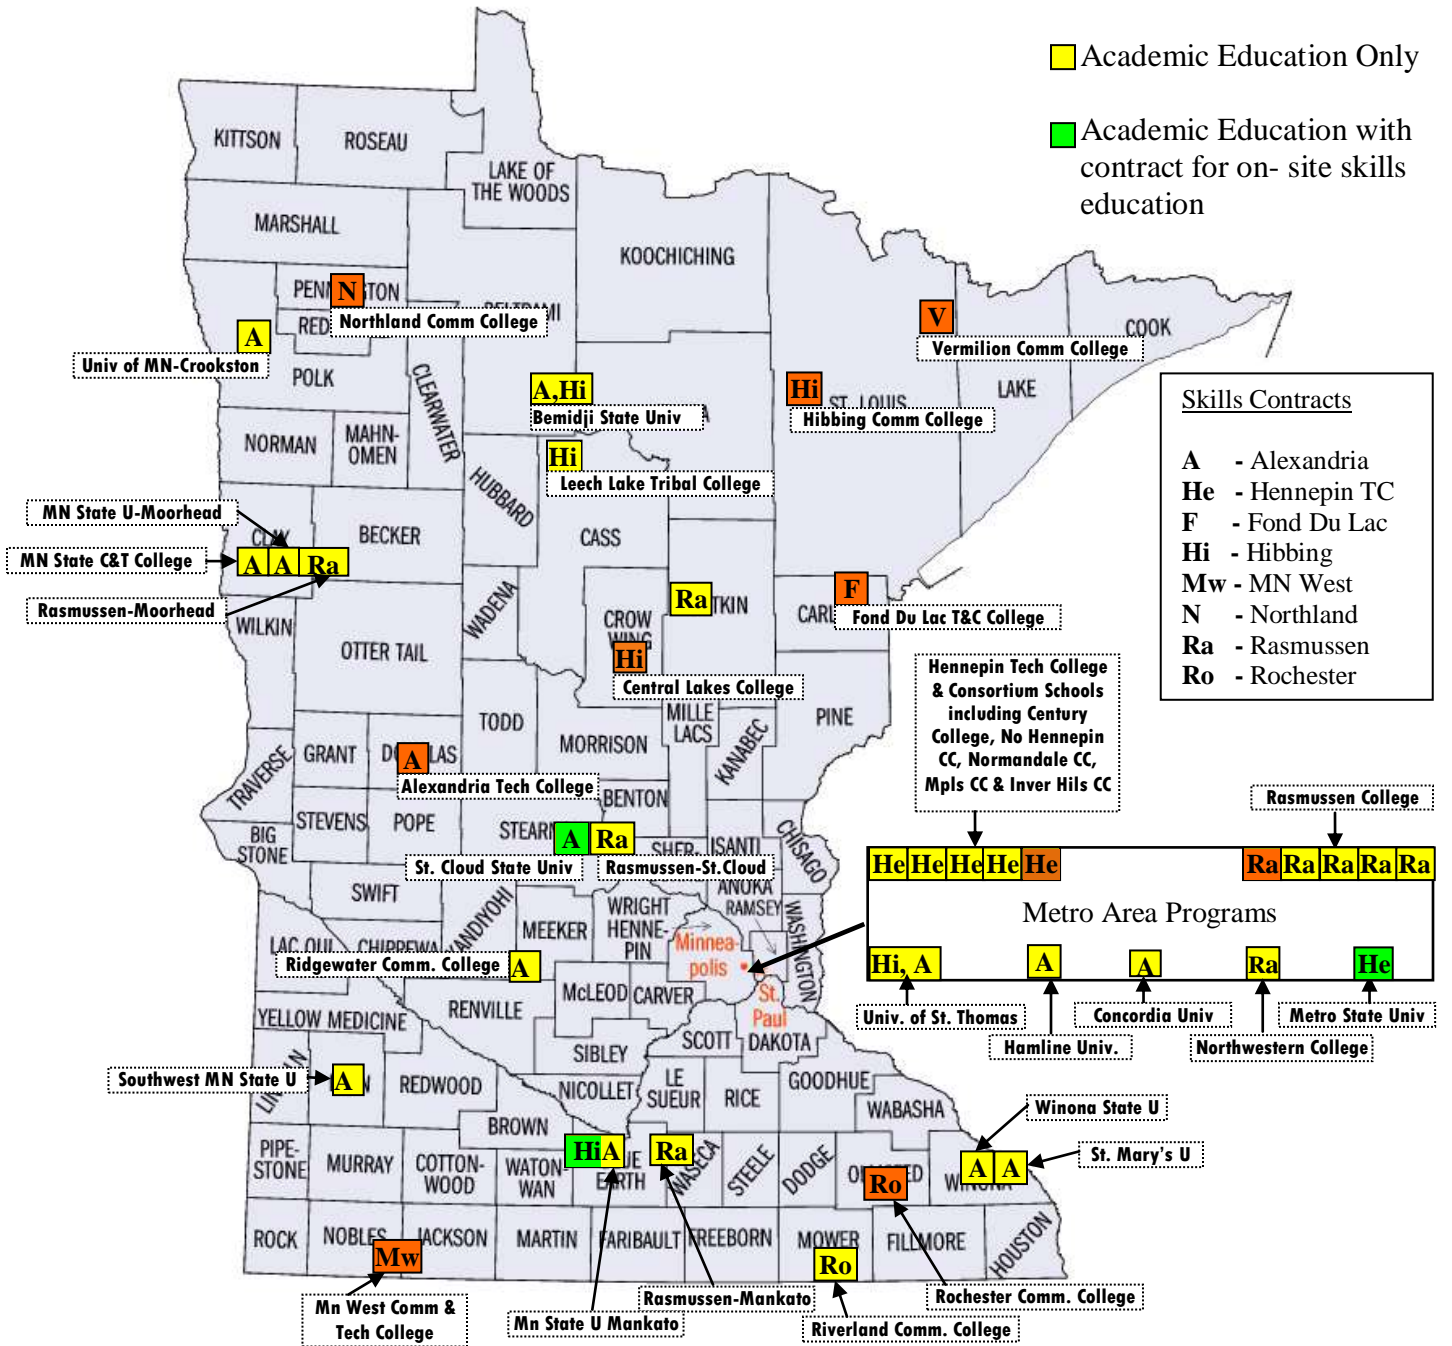 Academic Education Only
Academic Education with
contract for on- site skills
education
KITTSON
ROSEAU
LAKE OF
THE WOODS
MARSHALL
KOOCHICHING
N
Northland Comm College
V
Vermilion Comm College
COOK
A
Univ of MN-Crookston
POLK
CLEARWATER
A,Hi
Bemidji State Univ
Hi
ST. LOUIS
Hibbing Comm College
LAKE
NORMAN
MAHN-
OMEN
HUBBARD
Hi
Leech Lake Tribal College
Skills Contracts
A - Alexandria
He - Hennepin TC
F - Fond Du Lac
Hi - Hibbing
Mw - MN West
N - Northland
Ra - Rasmussen
Ro - Rochester
MN State U-Moorhead
CLAY
BECKER
CASS
MN State C&T College
A A Ra
Rasmussen-Moorhead
WADENA
CROW
WING
Ra
F
Fond Du Lac T&C College
WILKIN
OTTER TAIL
Hi
Central Lakes College
Hennepin Tech College
& Consortium Schools
including Century
College, No Hennepin
CC, Normandale CC,
Mpls CC & Inver Hils CC
TODD
MILLE
LACS
KANABEC
PINE
MORRISON
GRANT
A
Alexandria Tech College
TRAVERSE
BENTON
Rasmussen College
STEVENS
POPE
BIG
STONE
A Ra
St. Cloud State Univ
Rasmussen-St.Cloud
ISANTI
CHISAGO
SWIFT
ANOKA
RAMSEY
WASHINGTON
He He He He He
Ra Ra Ra Ra Ra
Metro Area Programs
MEEKER
WRIGHT
HENNE-
PIN
Minnea-
polis
Ridgewater Comm. College
A
Hi, A
A
A
Ra
He
Univ. of St. Thomas
Hamline Univ.
Concordia Univ
Northwestern College
Metro State Univ
McLEOD
CARVER
St.
Paul
RENVILLE
YELLOW MEDICINE
SCOTT
DAKOTA
SIBLEY
Southwest MN State U
A
REDWOOD
NICOLLET
LE
SUEUR
RICE
GOODHUE
WABASHA
BROWN
Winona State U
PIPE-
STONE
MURRAY
COTTON-
WOOD
WATON-
WAN
HiA
EARTH
Ra
WASECA
STEELE
DODGE
Ro
A A
St. Mary's U
ROCK
NOBLES
Mw
JACKSON
MARTIN
FARIBAULT
FREEBORN
MOWER
Ro
FILLMORE
HOUSTON
Mn West Comm &
Tech College
Mn State U Mankato
Rasmussen-Mankato
Riverland Comm. College
Rochester Comm. College